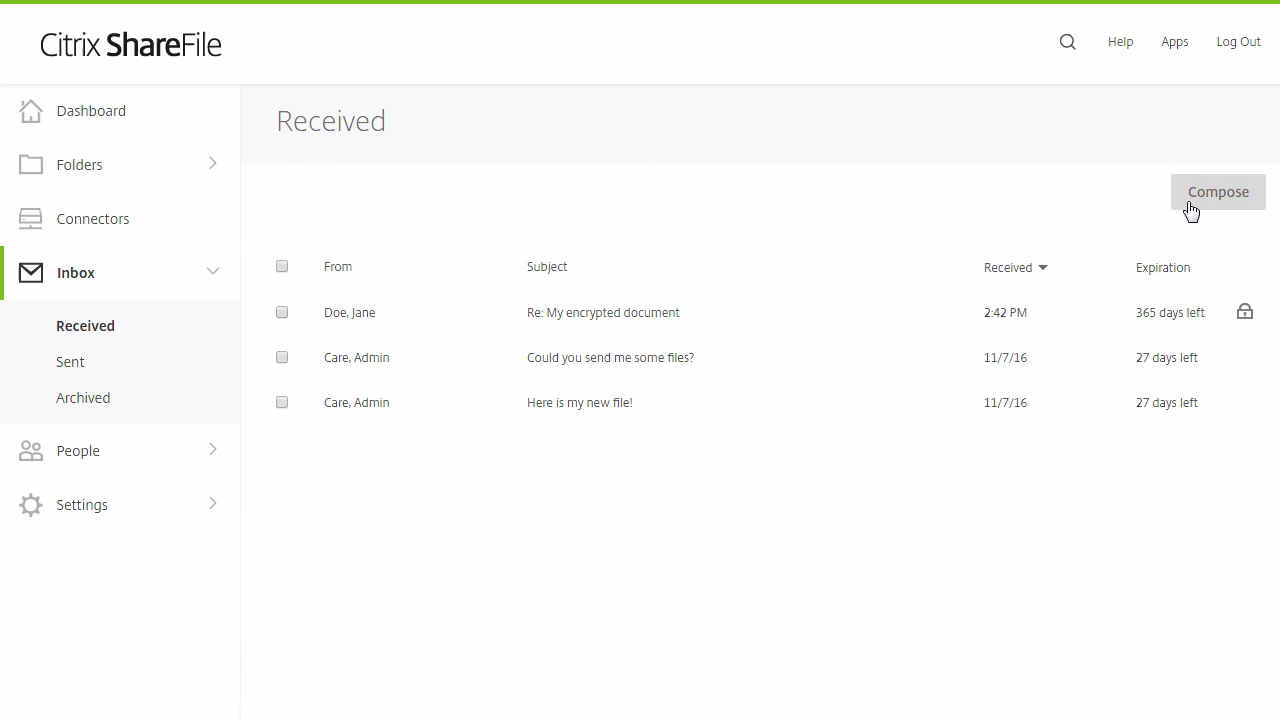 Citrix ShareFile
Help Apps Log Out
Dashboard
Folders
Connectors
Inbox
Received
Sent
Archived
People
Settings
Received
Compose
From Subject Received Expiration
Doe, Jane Re: My encrypted document 2:42 PM 365 days left
Care, Admin Could you send me some files? 11/7/16 27 days left
Care, Admin Here is my new file! 11/7/16 27 days left